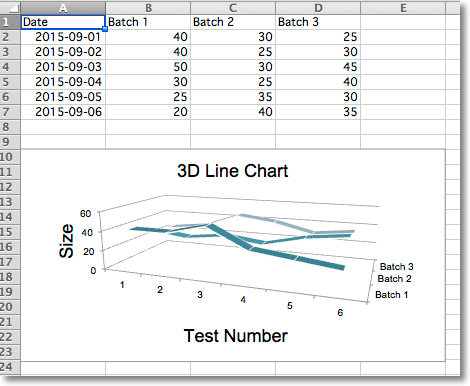 A B C D E
1 Date Batch 1 Batch 2 Batch 3
2 2015-09-01 40 30 25
3 2015-09-02 40 25 30
4 2015-09-03 50 30 45
5 2015-09-04 30 25 40
6 2015-09-05 25 35 30
7 2015-09-06 20 40 35
8
9
10
11
12
13
14
15
16
17
18
19
20
21
22
23
24
3D Line Chart
Size
60
40
20
0
1 2 3 4 5 6
Batch 3
Batch 2
Batch 1
Test Number